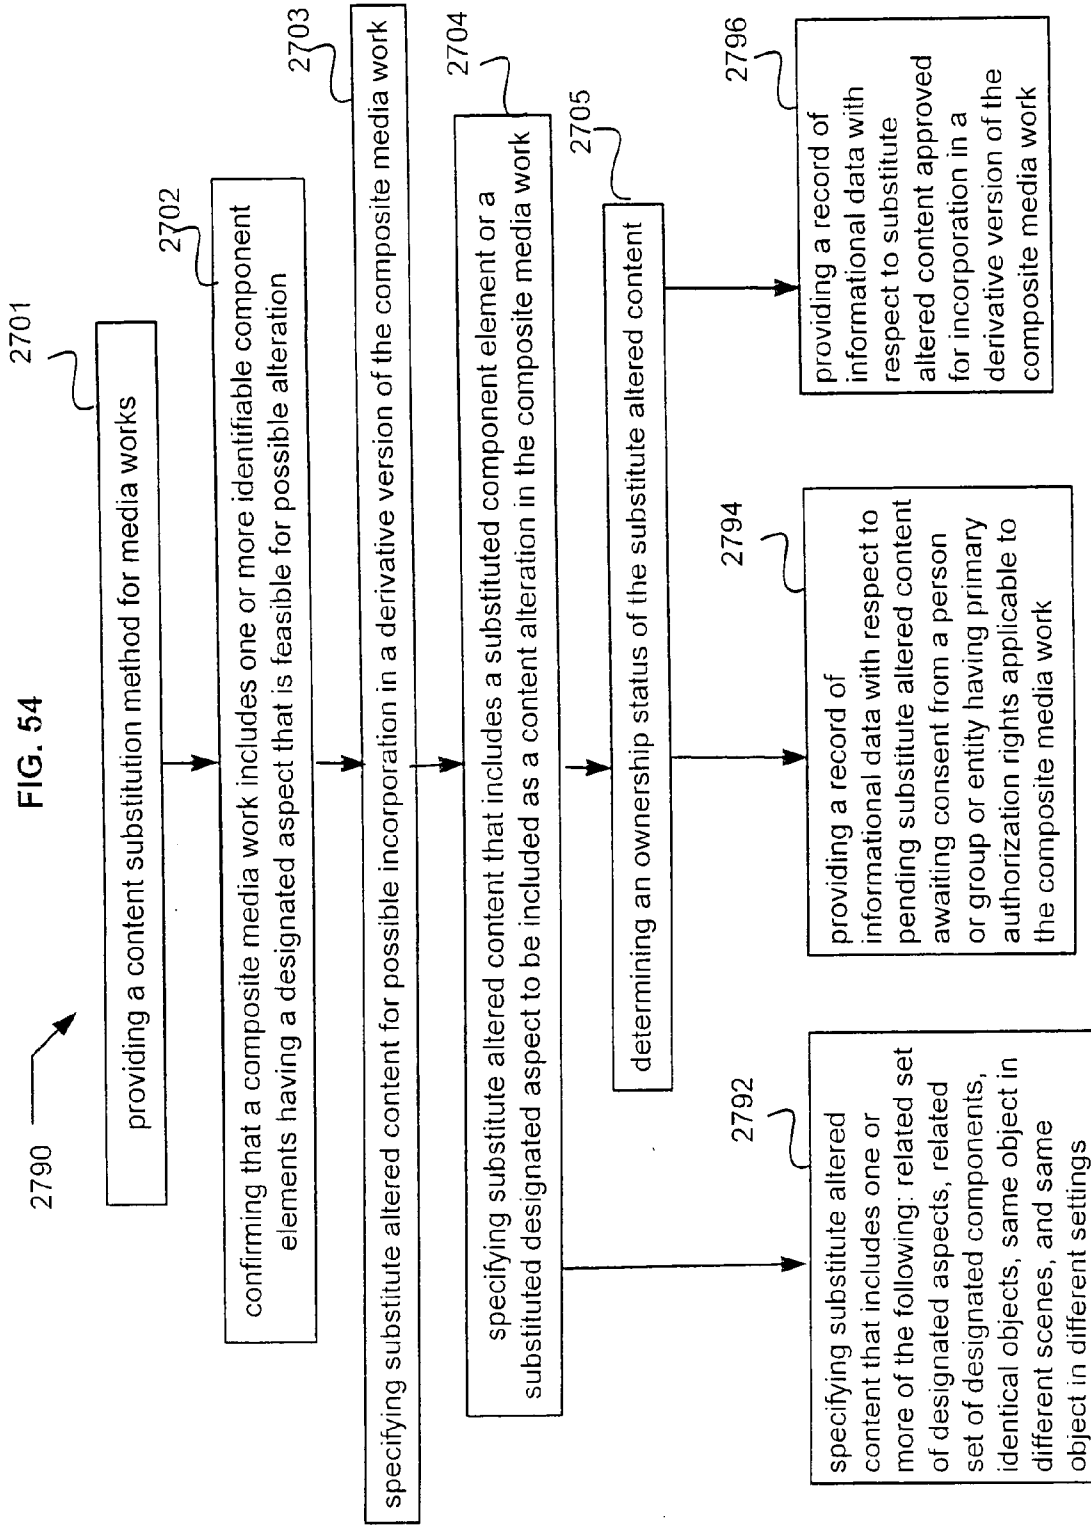 FIG. 54
2790
2701
providing a content substitution method for media works
2702
confirming that a composite media work includes one or more identifiable component
elements having a designated aspect that is feasible for possible alteration
2703
specifying substitute altered content for possible incorporation in a derivative version of the composite media work
2704
specifying substitute altered content that includes a substituted component element or a
substituted designated aspect to be included as a content alteration in the composite media work
2705
determining an ownership status of the substitute altered content
2792
specifying substitute altered
content that includes one or
more of the following: related set
of designated aspects, related
set of designated components,
identical objects, same object in
different scenes, and same
object in different settings
2794
providing a record of
informational data with respect to
pending substitute altered content
awaiting consent from a person
or group or entity having primary
authorization rights applicable to
the composite media work
2796
providing a record of
informational data with
respect to substitute
altered content approved
for incorporation in a
derivative version of the
composite media work